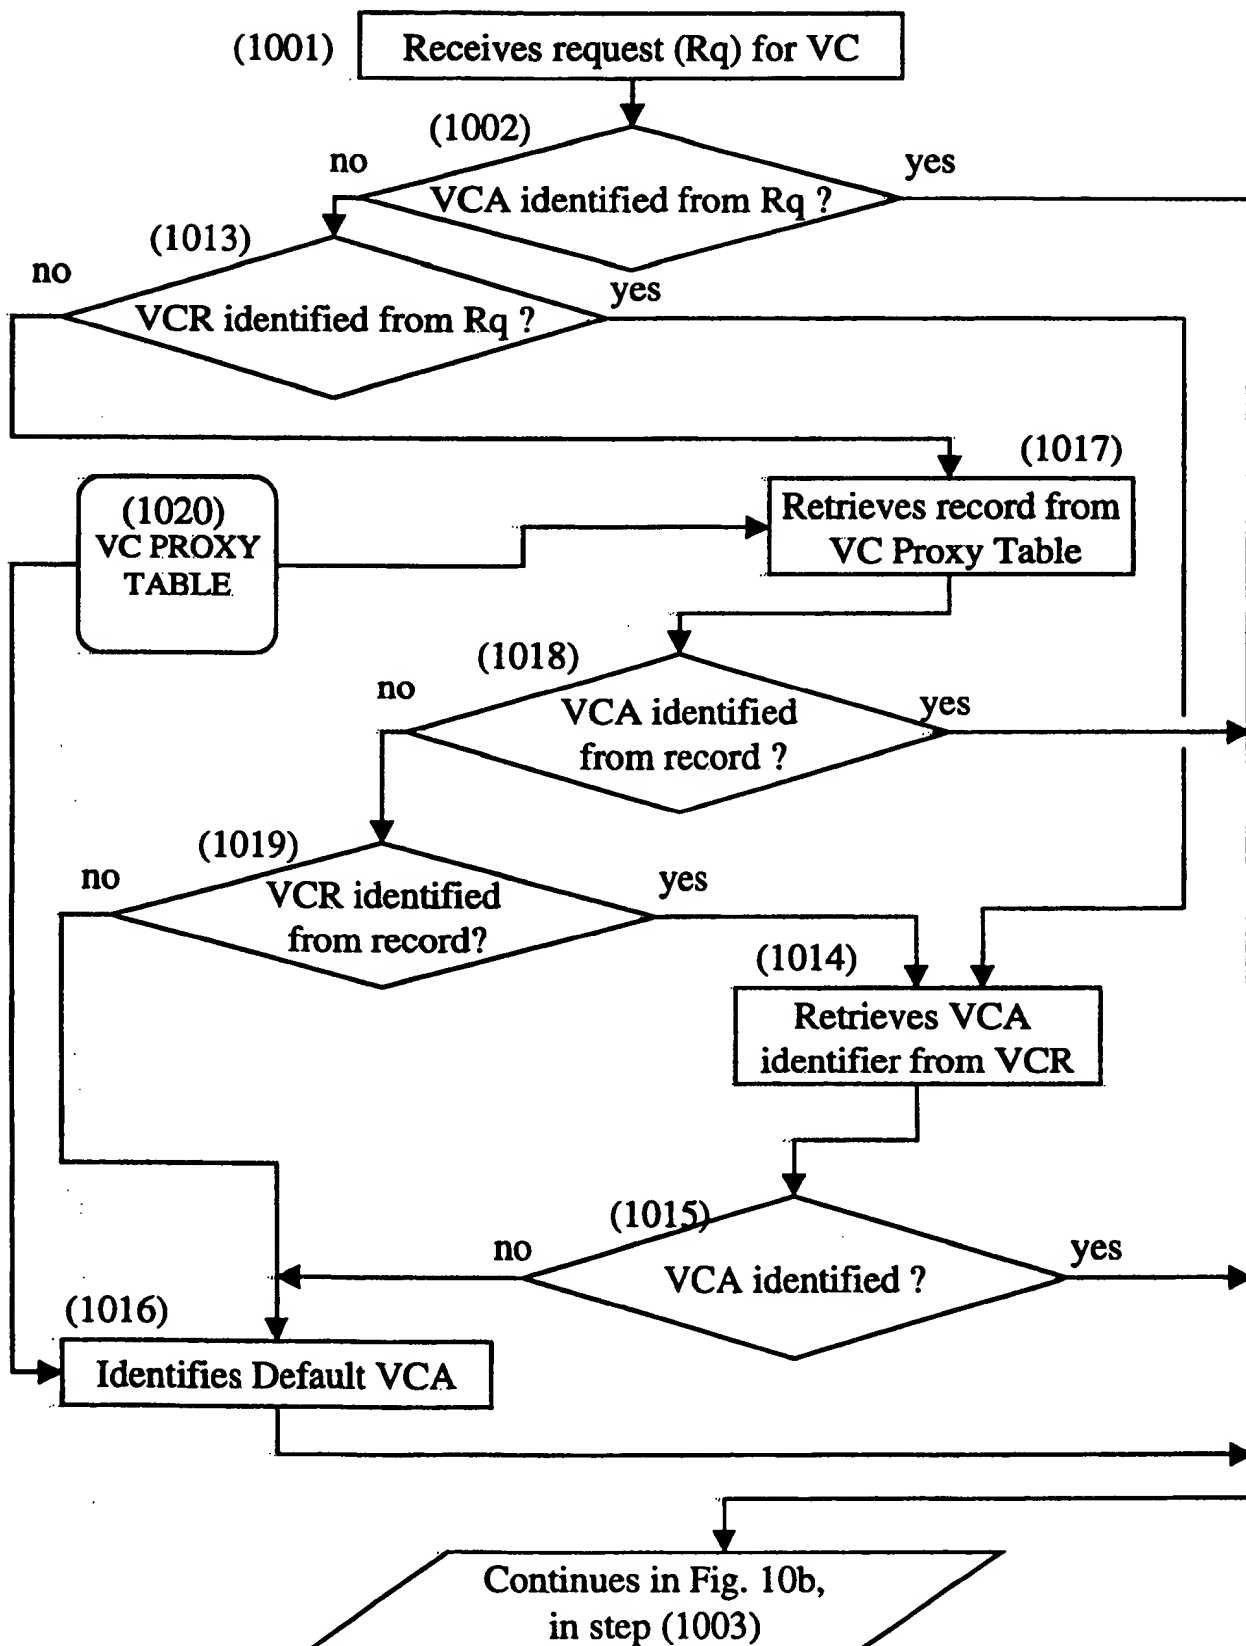 (1001)
Receives request (Rq) for VC
(1002)
no
yes
VCA identified from Rq ?
(1013)
no
yes
VCR identified from Rq ?
(1017)
Retrieves record from
VC Proxy Table
(1020)
VC PROXY
TABLE
(1018)
no
yes
VCA identified
from record ?
(1019)
no
yes
VCR identified
from record?
(1014)
Retrieves VCA
identifier from VCR
(1015)
no
yes
VCA identified ?
(1016)
Identifies Default VCA
Continues in Fig. 10b,
in step (1003)